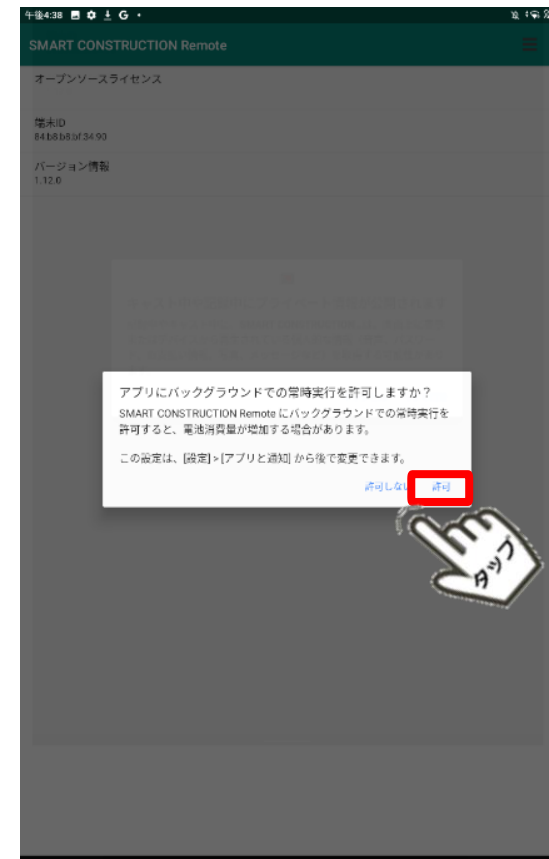 午後4:38 G
SMART CONSTRUCTION Remote
オープンソースライセンス
端末ID
84:b8:b8:bf:34:90
バージョン情報
1.12.0
アプリにバックグラウンドでの常時実行を許可しますか？
SMART CONSTRUCTION Remote にバックグラウンドでの常時実行を
許可すると、電池消費量が増加する場合があります。
この設定は、[設定] > [アプリと通知] から後で変更できます。
許可しない 許可
タップ